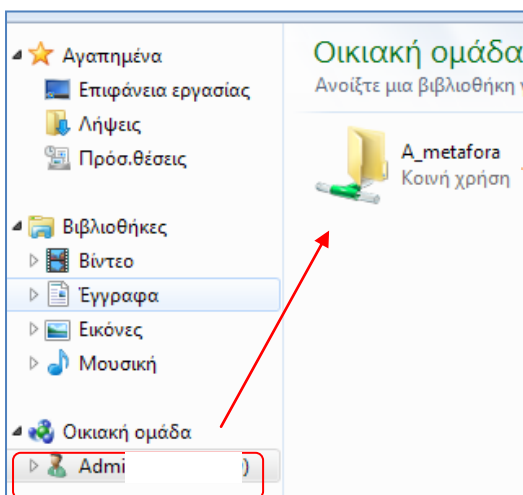 Αγαπημένα
Επιφάνεια εργασίας
Λήψεις
Πρόσ.θέσεις
Βιβλιοθήκες
Βίντεο
Έγγραφα
Εικόνες
Μουσική
Οικιακή ομάδα
Admi )
Οικιακή ομάδα
Ανοίξτε μια βιβλιοθήκη
A_metafora
Κοινή χρήση